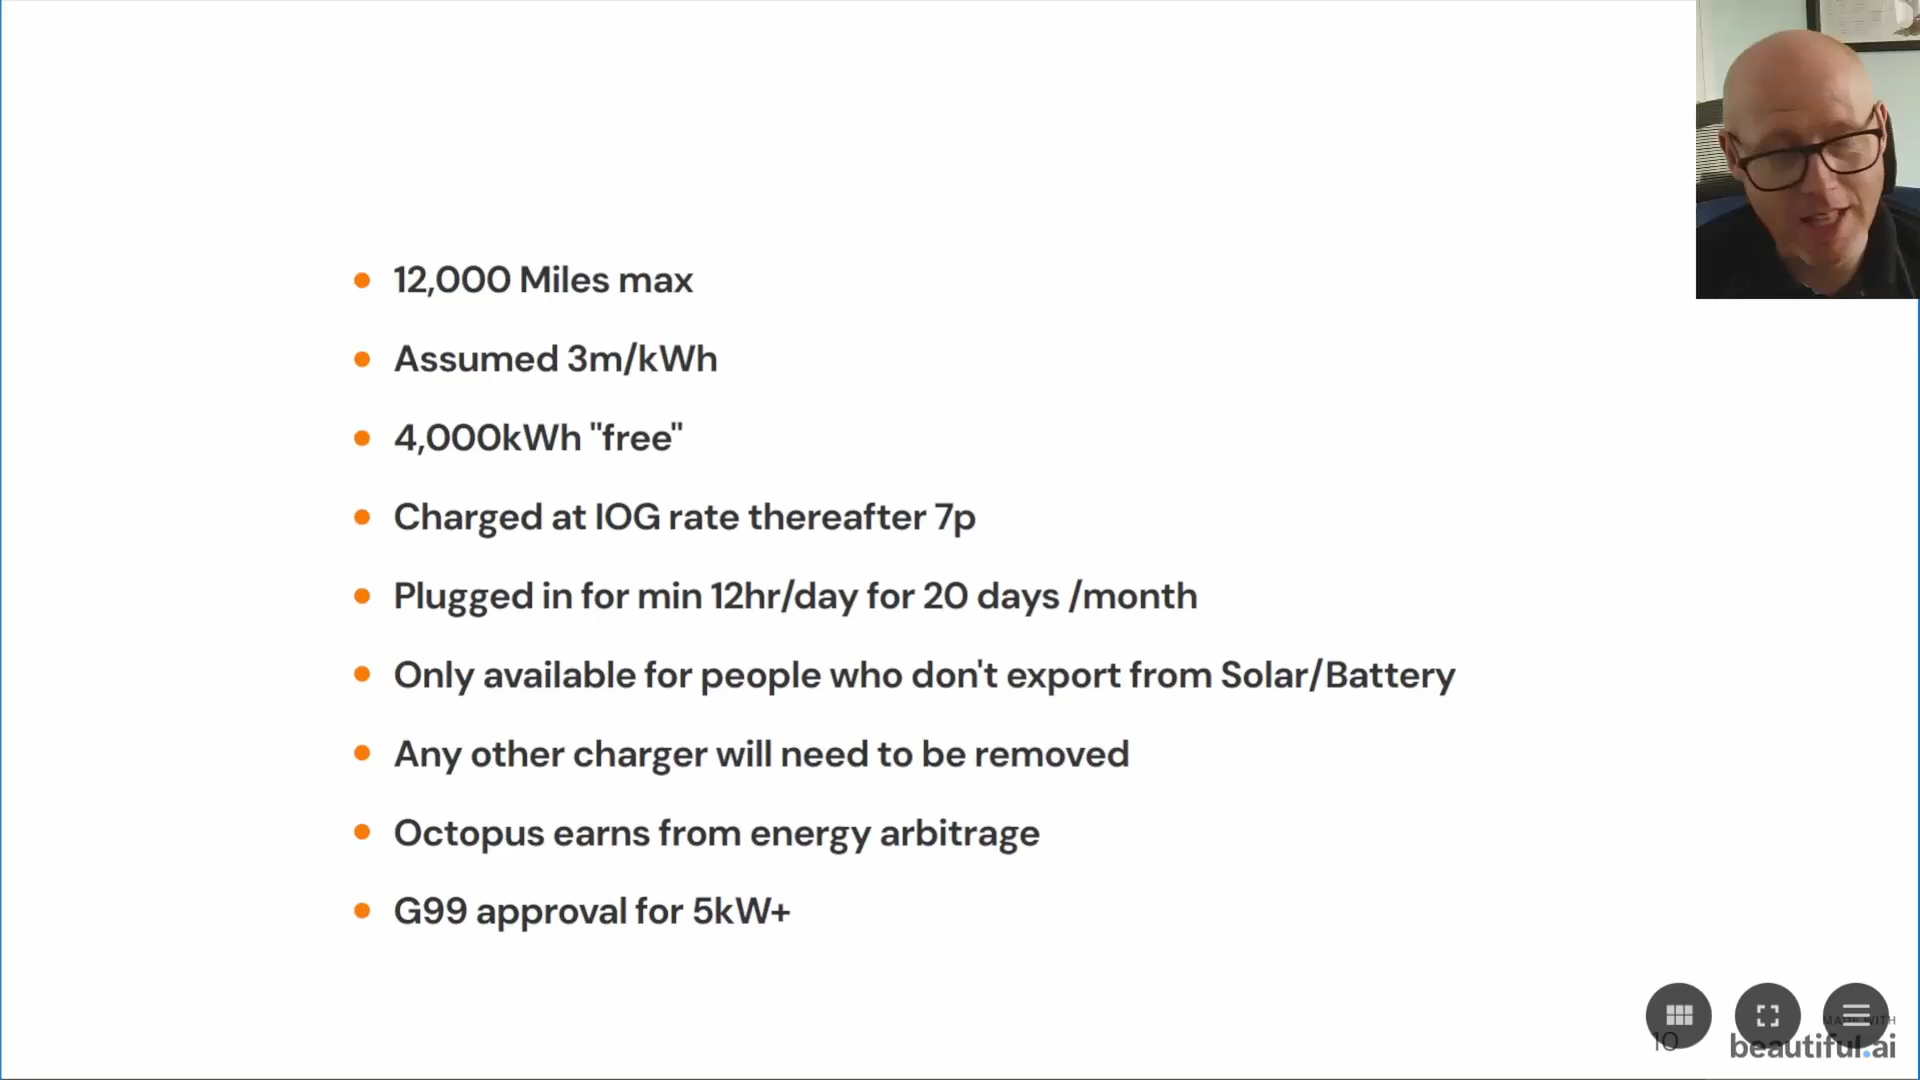 12,000 Miles max
Assumed 3m/kWh
4,000kWh "free"
Charged at IOG rate thereafter 7p
Plugged in for min 12hr/day for 20 days /month
Only available for people who don't export from Solar/Battery
Any other charger will need to be removed
Octopus earns from energy arbitrage
G99 approval for 5kW+
10
MADE WITH
beautiful.ai